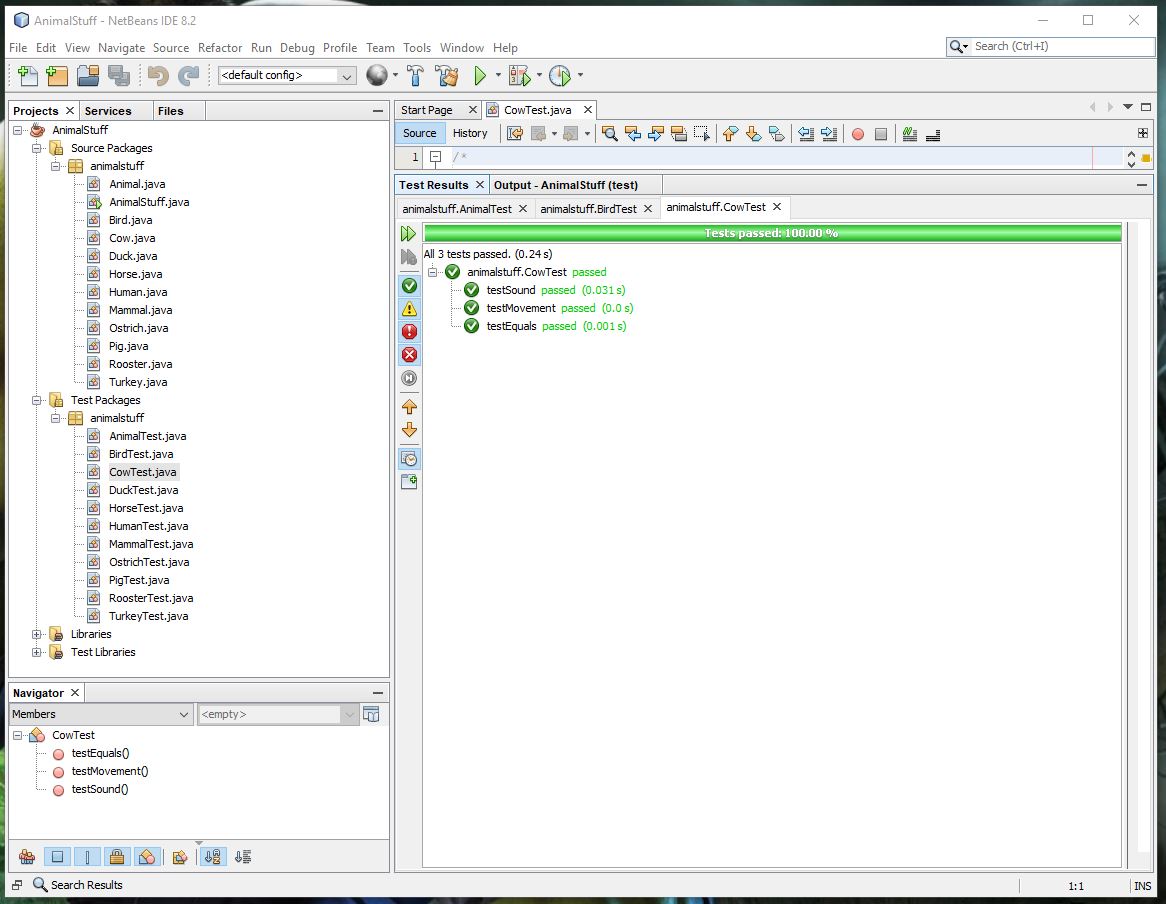 AnimalStuff - NetBeans IDE 8.2
File Edit View Navigate Source Refactor Run Debug Profile Team Tools Window Help
Search (Ctrl+I)
<default config>
Projects Services Files
AnimalStuff
Source Packages
animalstuff
Animal.java
AnimalStuff.java
Bird.java
Cow.java
Duck.java
Horse.java
Human.java
Mammal.java
Ostrich.java
Pig.java
Rooster.java
Turkey.java
Test Packages
animalstuff
AnimalTest.java
BirdTest.java
CowTest.java
DuckTest.java
HorseTest.java
HumanTest.java
MammalTest.java
OstrichTest.java
PigTest.java
RoosterTest.java
TurkeyTest.java
Libraries
Test Libraries
Navigator
Members <empty>
CowTest
testEquals()
testMovement()
testSound()
Start Page CowTest.java
Source History
1 /*
Test Results Output - AnimalStuff (test)
animalstuff.AnimalTest animalstuff.BirdTest animalstuff.CowTest
Tests passed: 100.00 %
All 3 tests passed. (0.24 s)
animalstuff.CowTest passed
testSound passed (0.031 s)
testMovement passed (0.0 s)
testEquals passed (0.001 s)
Search Results
1:1 INS